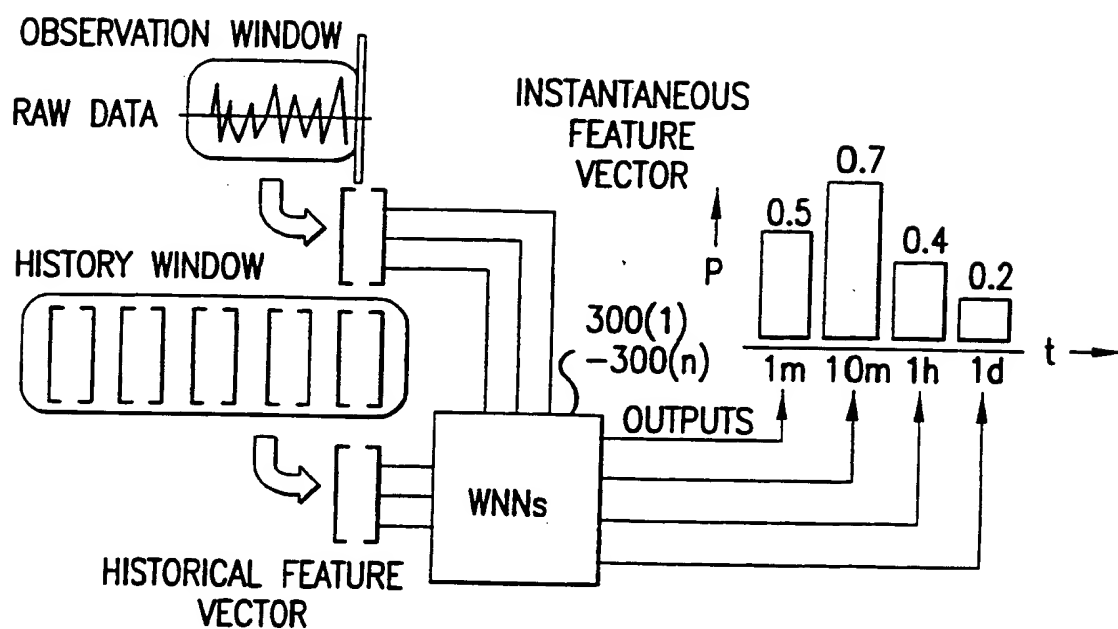 OBSERVATION WINDOW
RAW DATA
INSTANTANEOUS
FEATURE
VECTOR
P
0.5
0.7
0.4
0.2
1m 10m 1h 1d
t
HISTORY WINDOW
300(1)
-300(n)
OUTPUTS
WNNs
HISTORICAL FEATURE
VECTOR